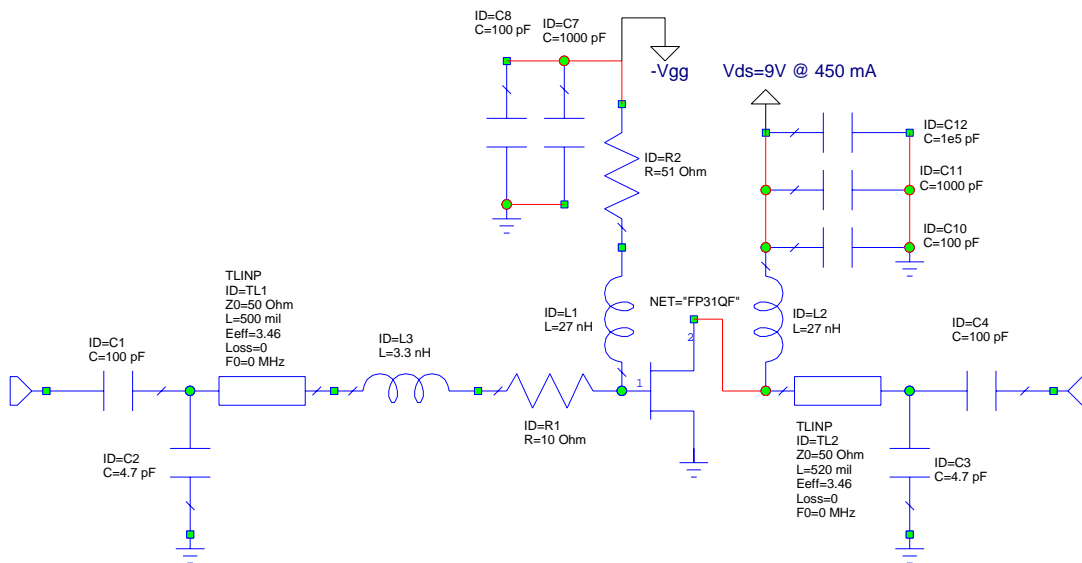 ID=C8
C=100 pF
ID=C7
C=1000 pF
-Vgg
Vds=9V @ 450 mA
ID=C12
C=1e5 pF
ID=R2
R=51 Ohm
ID=C11
C=1000 pF
ID=C10
C=100 pF
TLINP
ID=TL1
Z0=50 Ohm
L=500 mil
Eeff=3.46
Loss=0
F0=0 MHz
ID=L1
L=27 nH
NET="FP31QF"
ID=L2
L=27 nH
ID=C1
C=100 pF
ID=L3
L=3.3 nH
ID=C4
C=100 pF
1
2
ID=R1
R=10 Ohm
ID=C2
C=4.7 pF
TLINP
ID=TL2
Z0=50 Ohm
L=520 mil
Eeff=3.46
Loss=0
F0=0 MHz
ID=C3
C=4.7 pF